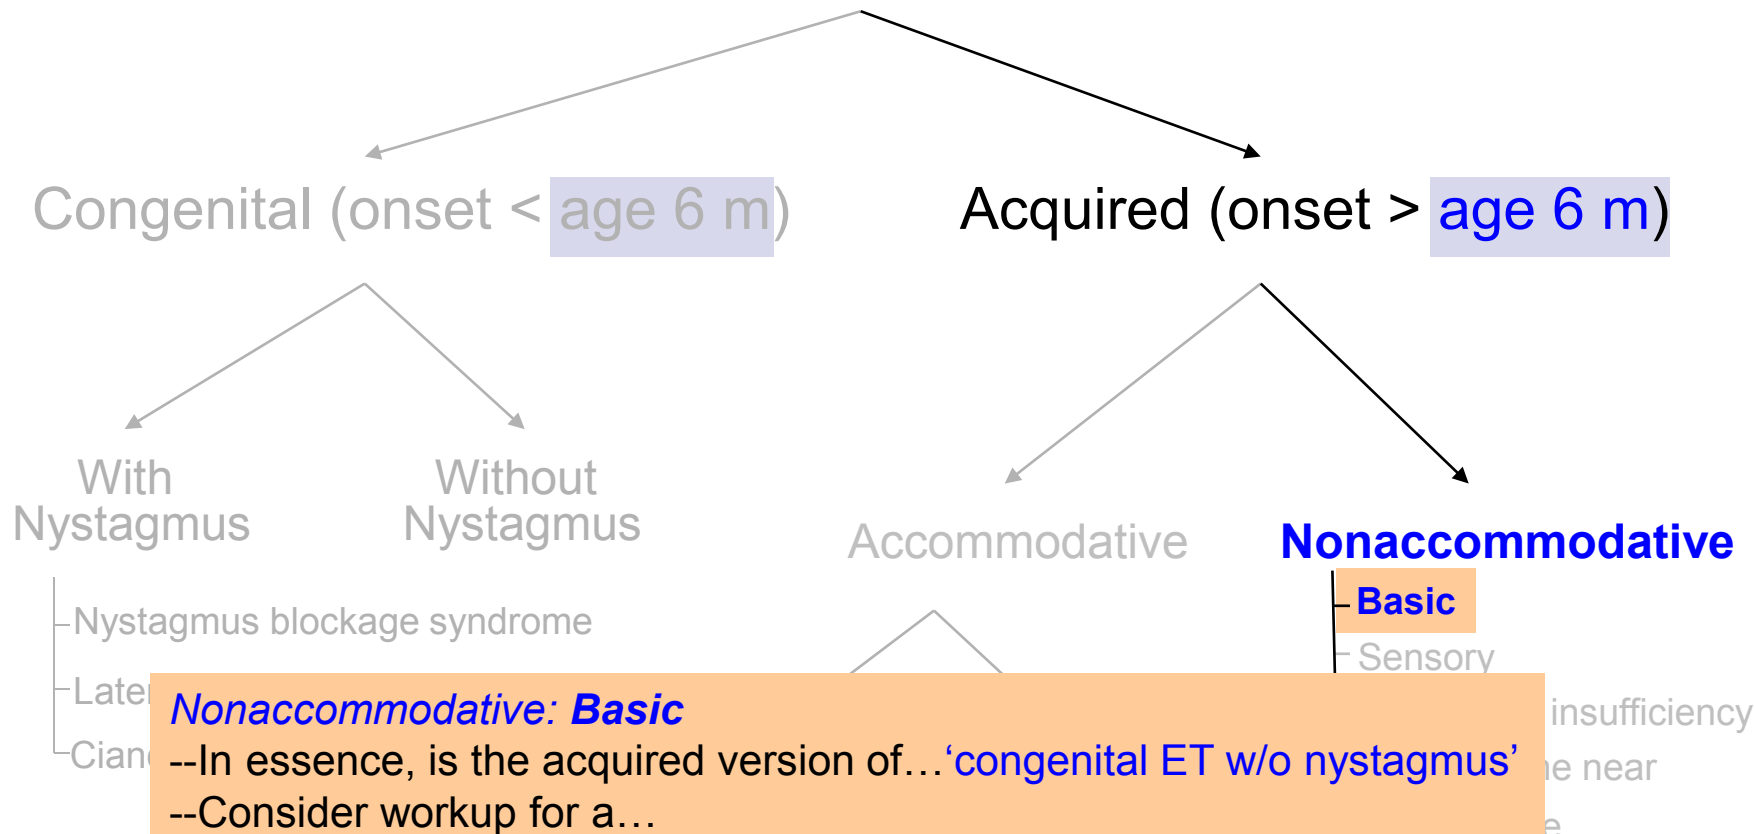 Congenital (onset < age 6 m)
Acquired (onset > age 6 m)
With
Nystagmus
Without
Nystagmus
Accommodative
Nonaccommodative
Basic
Nystagmus blockage syndrome
Sensory
insufficiency
near
Nonaccommodative: Basic
--In essence, is the acquired version of…‘congenital ET w/o nystagmus’
--Consider workup for a…